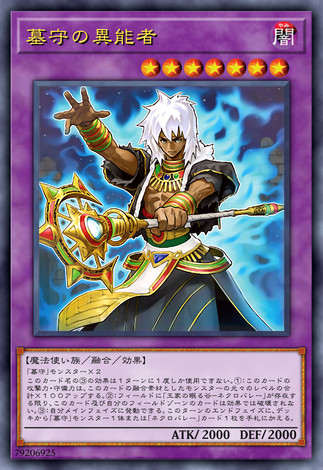 墓守の異能者
闇
やみ
【魔法使い族／融合／効果】
「墓守」モンスター×2
このカード名の③の効果は1ターンに1度しか使用できない。①：このカードの
攻撃力・守備力は、このカードの融合素材としたモンスターの元々のレベルの合
計×100アップする。②：フィールドに「王家の眠る谷－ネクロバレー」が存在す
る限り、このカード及び自分のフィールドゾーンのカードは効果では破壊されな
い。③：自分メインフェイズに発動できる。このターンのエンドフェイズに、デッ
キから「墓守」モンスター1体または「ネクロバレー」カード1枚を手札に加える。
ATK/ 2000 DEF/2000
79206925